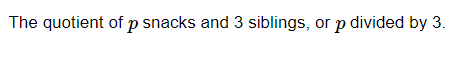 The quotient of p snacks and 3 siblings, or p divided by 3.